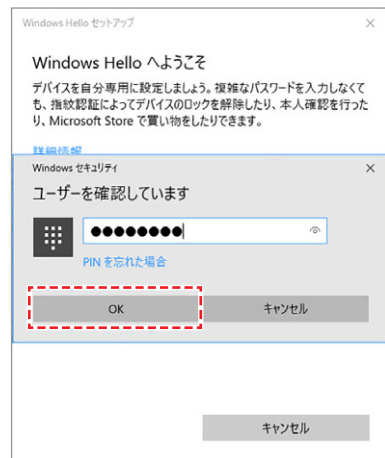 Windows Hello セットアップ
Windows Hello へようこそ
デバイスを自分専用に設定しましょう。複雑なパスワードを入力しなくて
も、指紋認証によってデバイスのロックを解除したり、本人確認を行った
り、Microsoft Store で買い物をしたりできます。
詳細情報
Windows セキュリティ
ユーザーを確認しています
●●●●●●●●
PIN を忘れた場合
OK
キャンセル
キャンセル